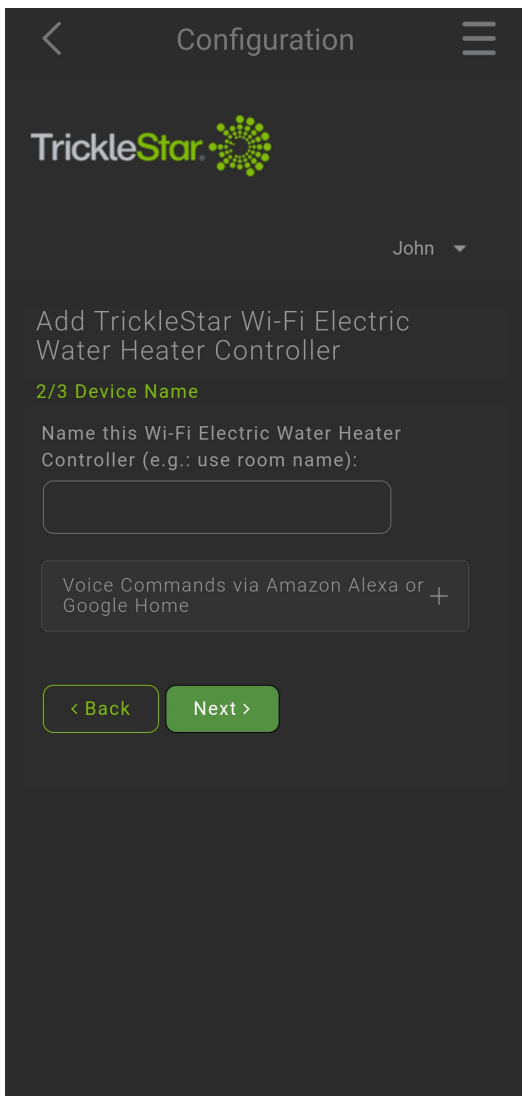 Configuration
TrickleStar®
John
Add TrickleStar Wi-Fi Electric
Water Heater Controller
2/3 Device Name
Name this Wi-Fi Electric Water Heater
Controller (e.g.: use room name):
Voice Commands via Amazon Alexa or
Google Home
+
< Back
Next >